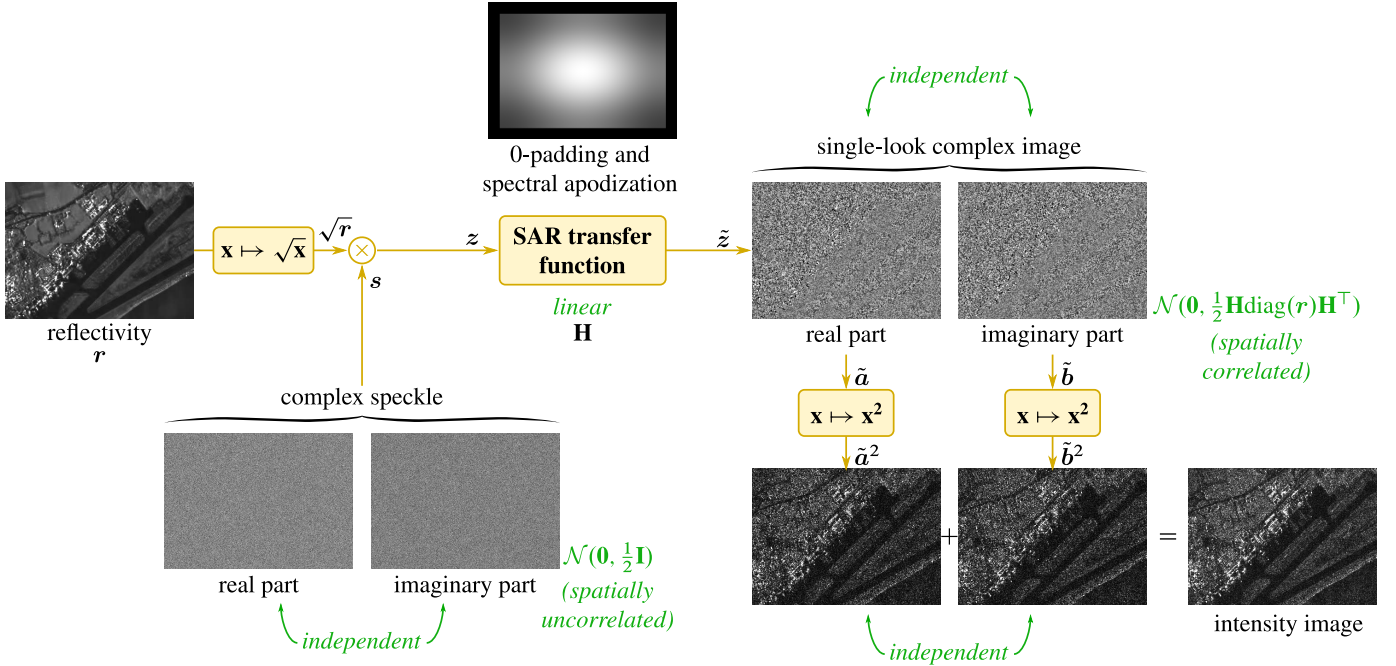 0-padding and
spectral apodization
independent
single-look complex image
x ↦ √x
√r
⊗
s
z
SAR transfer
function
z̃
linear
H
reflectivity
r
real part
imaginary part
𝒩(0, ½Hdiag(r)H⊤)
(spatially
correlated)
ã
b̃
x ↦ x²
x ↦ x²
ã²
b̃²
complex speckle
real part
imaginary part
𝒩(0, ½I)
(spatially
uncorrelated)
independent
+
=
intensity image
independent